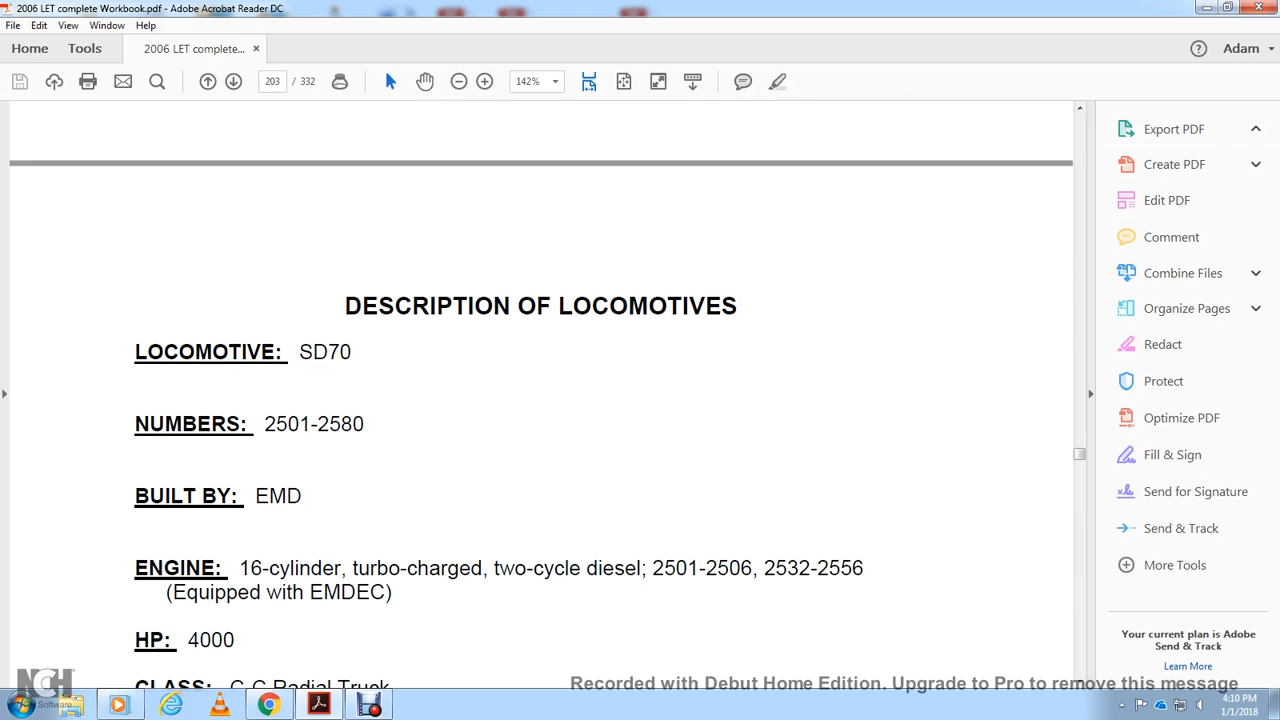 2006 LET complete Workbook.pdf - Adobe Acrobat Reader DC
File Edit View Window Help
Home Tools 2006 LET complete... × Adam
203 / 332 142%
Export PDF
Create PDF
Edit PDF
Comment
Combine Files
Organize Pages
Redact
Protect
Optimize PDF
Fill & Sign
Send for Signature
Send & Track
More Tools
Your current plan is Adobe
Send & Track
Learn More
DESCRIPTION OF LOCOMOTIVES
LOCOMOTIVE: SD70
NUMBERS: 2501-2580
BUILT BY: EMD
ENGINE: 16-cylinder, turbo-charged, two-cycle diesel; 2501-2506, 2532-2556
(Equipped with EMDEC)
HP: 4000
CLASS: C-C Radial Truck
NCH Software
Recorded with Debut Home Edition. Upgrade to Pro to remove this message
4:10 PM
1/1/2018